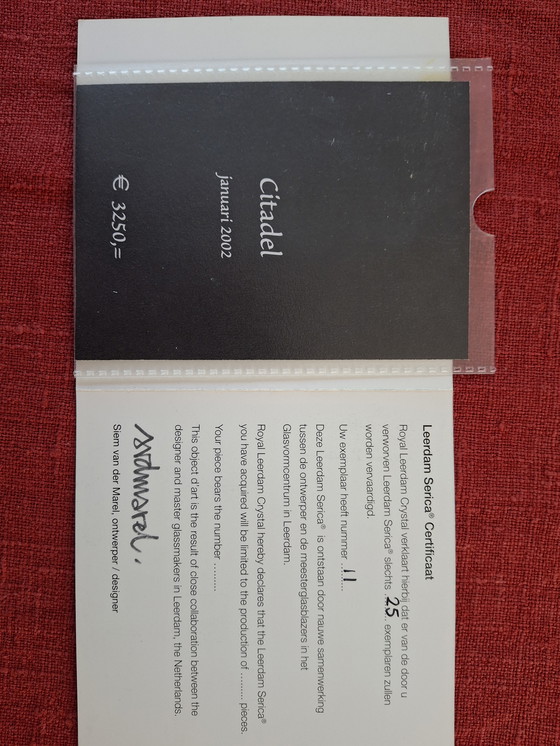 Citadel
januari 2002
€ 3250,=
Leerdam Serica® Certificaat
Royal Leerdam Crystal verklaart hierbij dat er van de door u
verworven Leerdam Serica® slechts .25. exemplaren zullen
worden vervaardigd.
Uw exemplaar heeft nummer ..11.....
Deze Leerdam Serica® is ontstaan door nauwe samenwerking
tussen de ontwerper en de meesterglasblazers in het
Glasvormcentrum in Leerdam.
Royal Leerdam Crystal hereby declares that the Leerdam Serica®
you have acquired will be limited to the production of ......... pieces.
Your piece bears the number .........
This object d'art is the result of close collaboration between the
designer and master glassmakers in Leerdam, the Netherlands.
svdmarel.
Siem van der Marel, ontwerper / designer